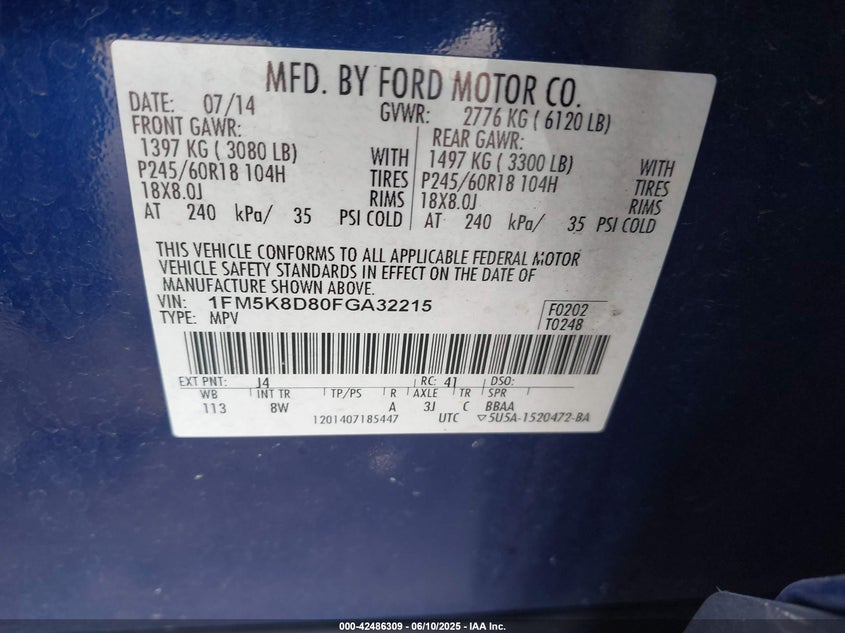 MFD. BY FORD MOTOR CO.
DATE: 07/14 GVWR: 2776 KG ( 6120 LB)
FRONT GAWR: REAR GAWR:
1397 KG ( 3080 LB) WITH 1497 KG ( 3300 LB) WITH
P245/60R18 104H TIRES P245/60R18 104H TIRES
18X8.0J RIMS 18X8.0J RIMS
AT 240 kPa/ 35 PSI COLD AT 240 kPa/ 35 PSI COLD
THIS VEHICLE CONFORMS TO ALL APPLICABLE FEDERAL MOTOR
VEHICLE SAFETY STANDARDS IN EFFECT ON THE DATE OF
MANUFACTURE SHOWN ABOVE.
VIN: 1FM5K8D80FGA32215 F0202
TYPE: MPV T0248
EXT PNT: J4 RC: 41 DSO:
WB INT TR TP/PS R AXLE TR SPR
113 8W A 3J C BBAA
1201407185447 UTC ▽5U5A-1520472-BA
000-42486309 - 06/10/2025 - IAA Inc.